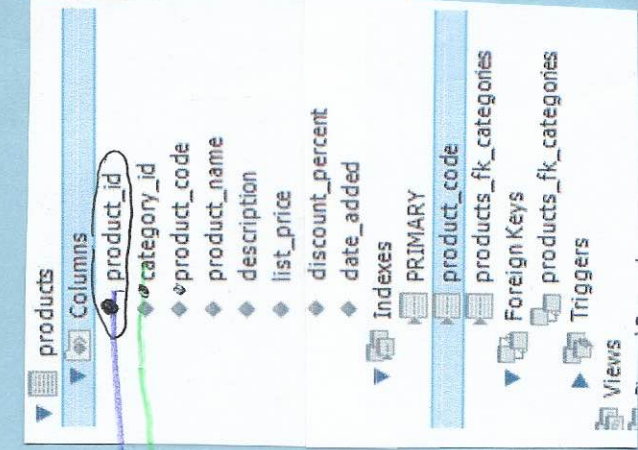 products
Columns
product_id
category_id
product_code
product_name
description
list_price
discount_percent
date_added
Indexes
PRIMARY
product_code
products_fk_categories
Foreign Keys
products_fk_categories
Triggers
Views